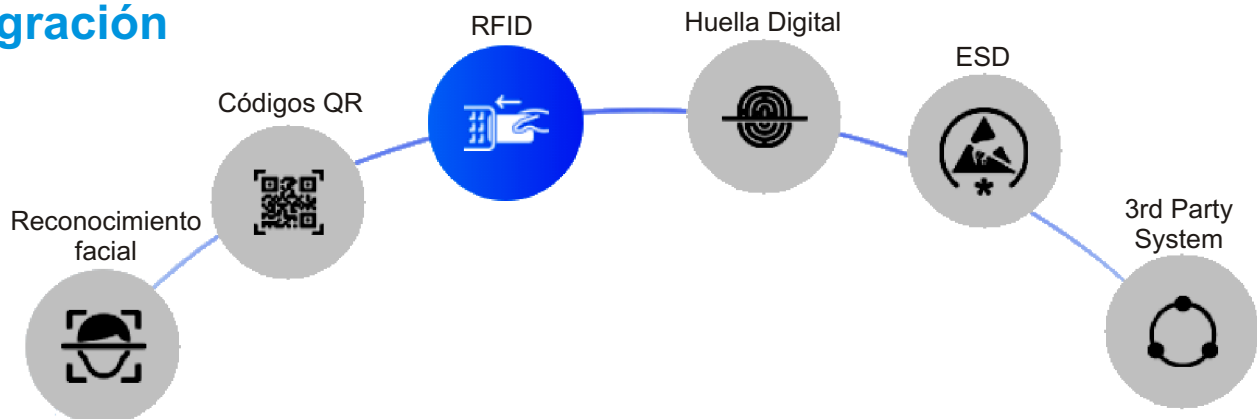 gración
RFID
Huella Digital
ESD
Códigos QR
3rd Party
System
Reconocimiento
facial